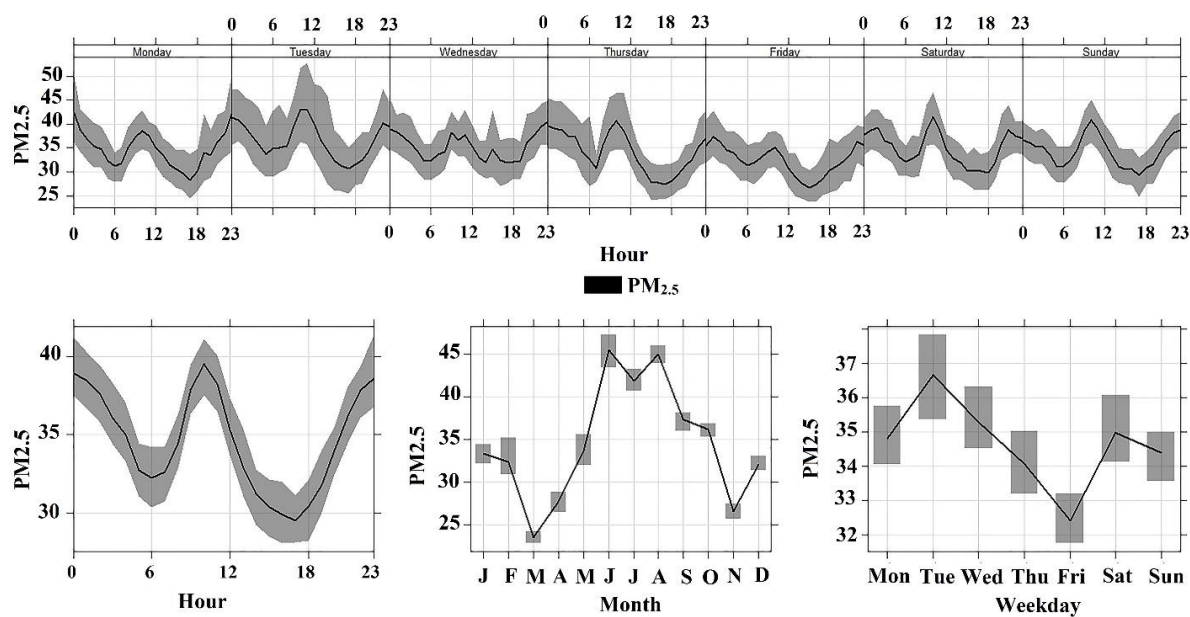 0 6 12 18 23 0 6 12 18 23 0 6 12 18 23
Monday Tuesday Wednesday Thursday Friday Saturday Sunday
PM2.5
50
45
40
35
30
25
0 6 12 18 23 0 6 12 18 23 0 6 12 18 23 0 6 12 18 23
Hour
PM2.5
PM2.5
40
35
30
0 6 12 18 23
Hour
PM2.5
45
40
35
30
25
J F M A M J J A S O N D
Month
PM2.5
37
36
35
34
33
32
Mon Tue Wed Thu Fri Sat Sun
Weekday